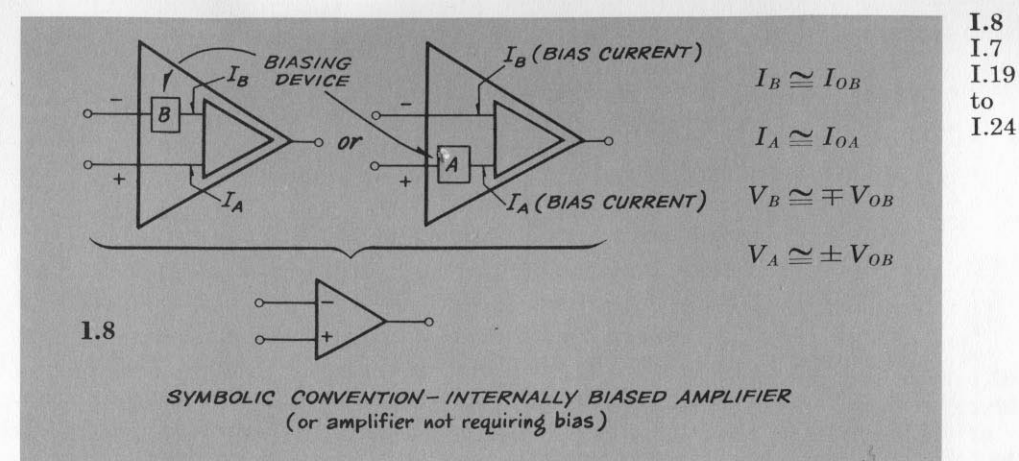 I.8
I.7
I.19
to
I.24
BIASING
DEVICE
I_B
B
−
+
I_A
or
I_B (BIAS CURRENT)
−
A
+
I_A (BIAS CURRENT)
I_B ≅ I_OB
I_A ≅ I_OA
V_B ≅ ∓ V_OB
V_A ≅ ± V_OB
1.8
−
+
SYMBOLIC CONVENTION – INTERNALLY BIASED AMPLIFIER
(or amplifier not requiring bias)